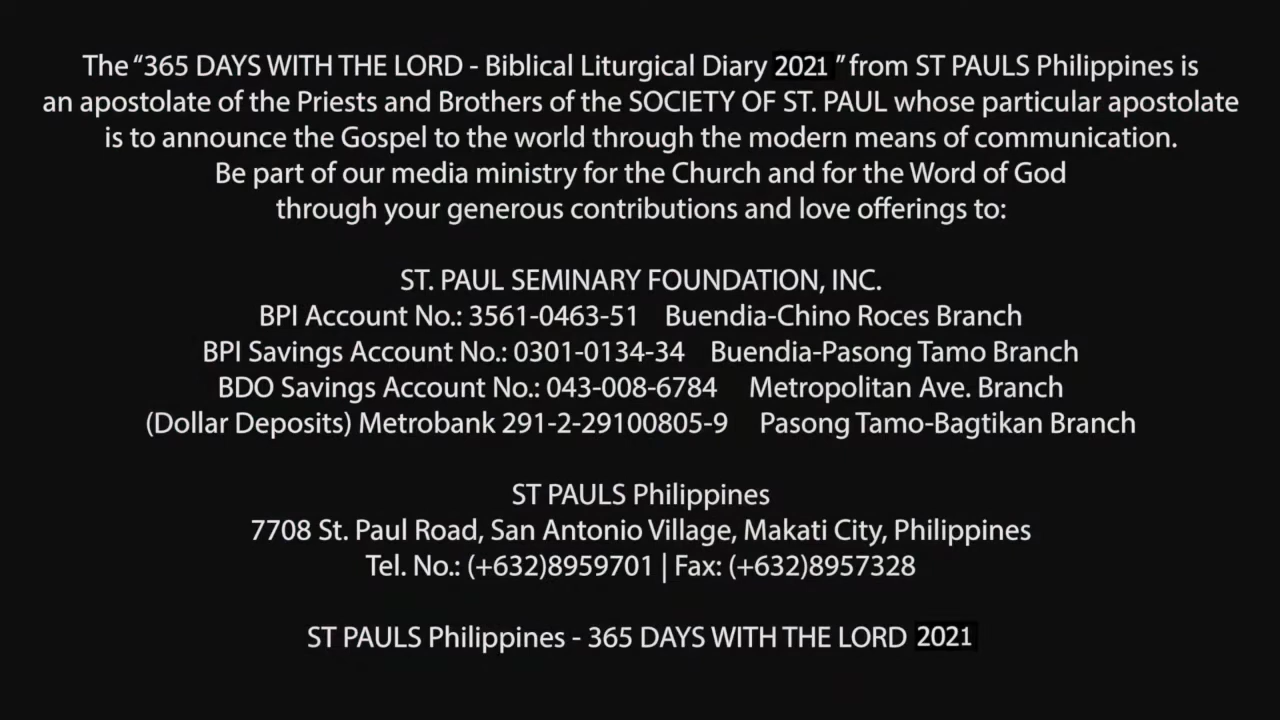 The “365 DAYS WITH THE LORD - Biblical Liturgical Diary 2021 ” from ST PAULS Philippines is
an apostolate of the Priests and Brothers of the SOCIETY OF ST. PAUL whose particular apostolate
is to announce the Gospel to the world through the modern means of communication.
Be part of our media ministry for the Church and for the Word of God
through your generous contributions and love offerings to:
ST. PAUL SEMINARY FOUNDATION, INC.
BPI Account No.: 3561-0463-51 Buendia-Chino Roces Branch
BPI Savings Account No.: 0301-0134-34 Buendia-Pasong Tamo Branch
BDO Savings Account No.: 043-008-6784 Metropolitan Ave. Branch
(Dollar Deposits) Metrobank 291-2-29100805-9 Pasong Tamo-Bagtikan Branch
ST PAULS Philippines
7708 St. Paul Road, San Antonio Village, Makati City, Philippines
Tel. No.: (+632)8959701 | Fax: (+632)8957328
ST PAULS Philippines - 365 DAYS WITH THE LORD 2021